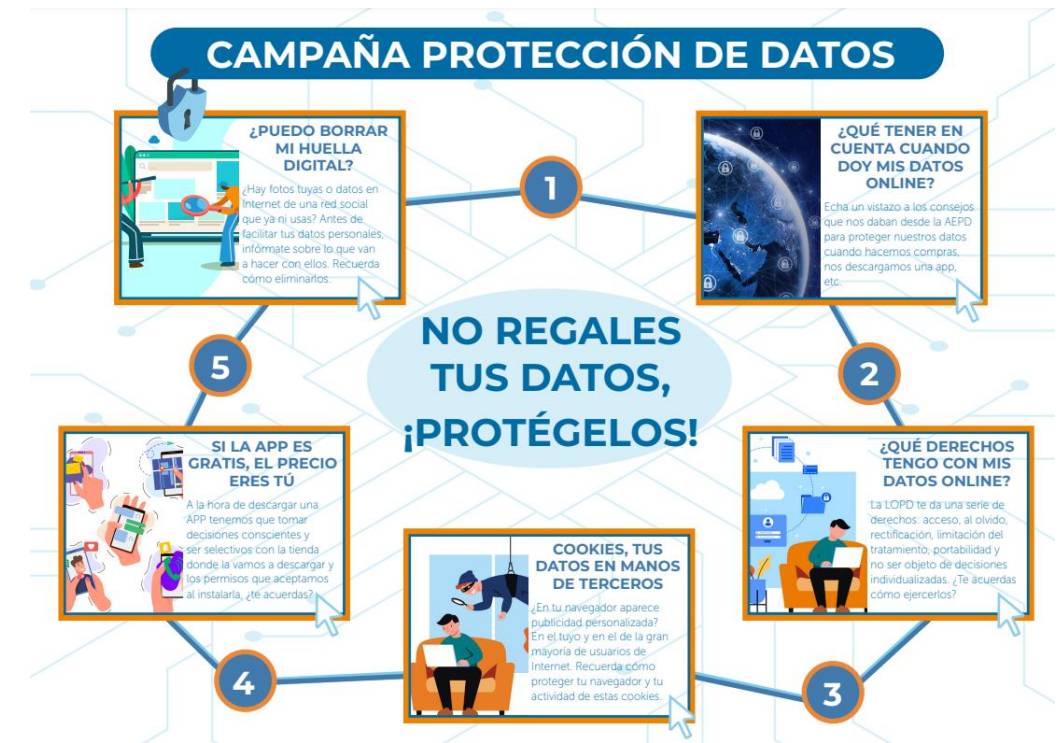 CAMPAÑA PROTECCIÓN DE DATOS
¿PUEDO BORRAR
MI HUELLA
DIGITAL?
¿Hay fotos tuyas o datos en
Internet de una red social
que ya ni usas? Antes de
facilitar tus datos personales,
infórmate sobre lo que van
a hacer con ellos. Recuerda
cómo eliminarlos.
1
¿QUÉ TENER EN
CUENTA CUANDO
DOY MIS DATOS
ONLINE?
Echa un vistazo a los consejos
que nos daban desde la AEPD
para proteger nuestros datos
cuando hacemos compras,
nos descargamos una app,
etc.
NO REGALES
TUS DATOS,
¡PROTÉGELOS!
5
2
SI LA APP ES
GRATIS, EL PRECIO
ERES TÚ
A la hora de descargar una
APP tenemos que tomar
decisiones conscientes y
ser selectivos con la tienda
donde la vamos a descargar y
los permisos que aceptamos
al instalarla, ¿te acuerdas?
¿QUÉ DERECHOS
TENGO CON MIS
DATOS ONLINE?
La LOPD te da una serie de
derechos: acceso, al olvido,
rectificación, limitación del
tratamiento, portabilidad y
no ser objeto de decisiones
individualizadas. ¿Te acuerdas
cómo ejercerlos?
COOKIES, TUS
DATOS EN MANOS
DE TERCEROS
¿En tu navegador aparece
publicidad personalizada?
En el tuyo y en el de la gran
mayoría de usuarios de
Internet. Recuerda cómo
proteger tu navegador y tu
actividad de estas cookies.
4
3